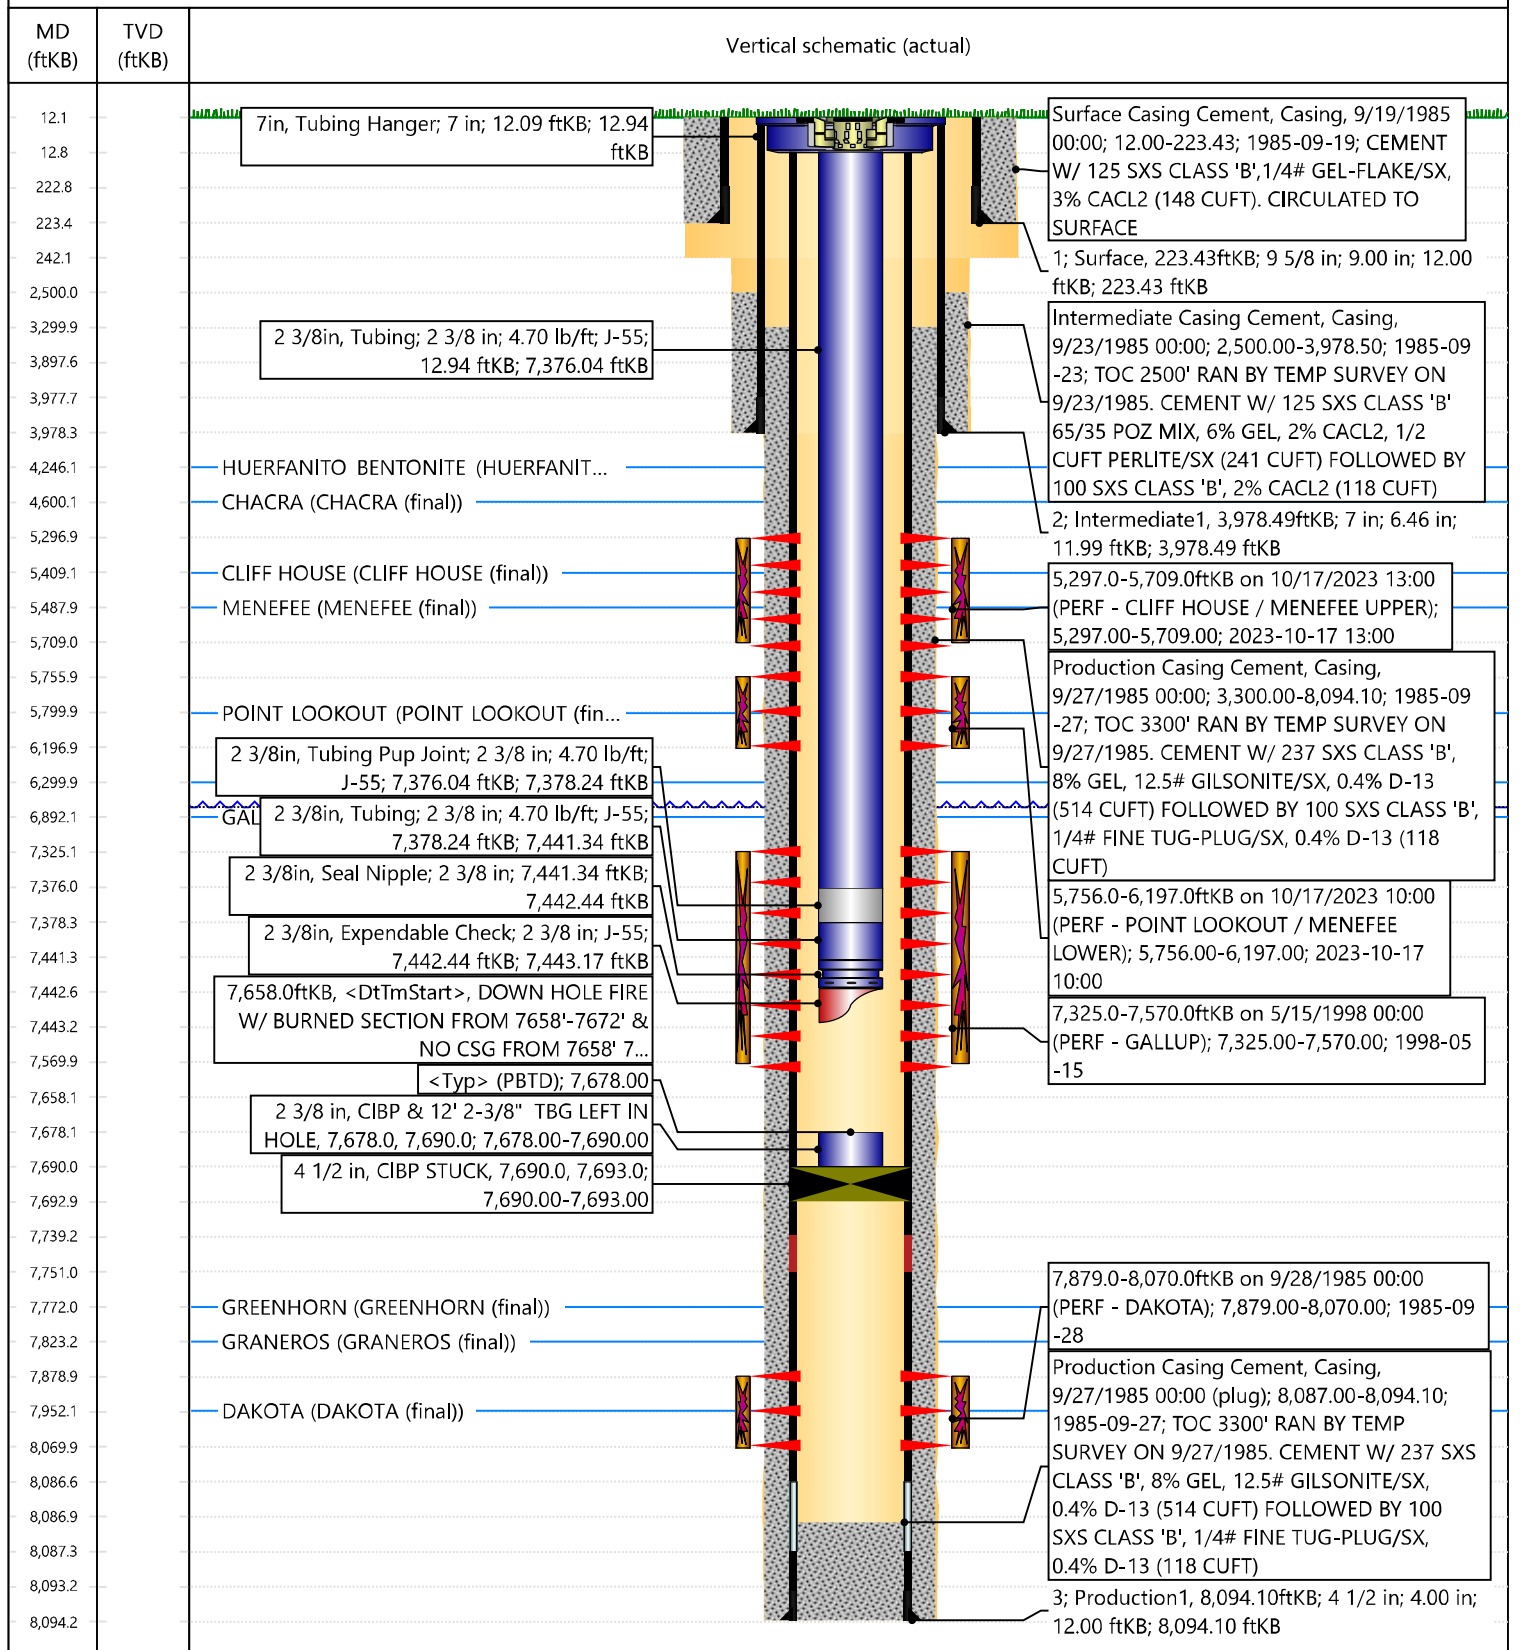 MD
(ftKB)
TVD
(ftKB)
Vertical schematic (actual)
12.1
12.8
222.8
223.4
242.1
2,500.0
3,299.9
3,897.6
3,977.7
3,978.3
4,246.1
4,600.1
5,296.9
5,409.1
5,487.9
5,709.0
5,755.9
5,799.9
6,196.9
6,299.9
6,892.1
7,325.1
7,376.0
7,378.3
7,441.3
7,442.6
7,443.2
7,569.9
7,658.1
7,678.1
7,690.0
7,692.9
7,739.2
7,751.0
7,772.0
7,823.2
7,878.9
7,952.1
8,069.9
8,086.6
8,086.9
8,087.3
8,093.2
8,094.2
7in, Tubing Hanger; 7 in; 12.09 ftKB; 12.94
ftKB
2 3/8in, Tubing; 2 3/8 in; 4.70 lb/ft; J-55;
12.94 ftKB; 7,376.04 ftKB
HUERFANITO BENTONITE (HUERFANIT...
CHACRA (CHACRA (final))
CLIFF HOUSE (CLIFF HOUSE (final))
MENEFEE (MENEFEE (final))
POINT LOOKOUT (POINT LOOKOUT (fin...
2 3/8in, Tubing Pup Joint; 2 3/8 in; 4.70 lb/ft;
J-55; 7,376.04 ftKB; 7,378.24 ftKB
GAL
2 3/8in, Tubing; 2 3/8 in; 4.70 lb/ft; J-55;
7,378.24 ftKB; 7,441.34 ftKB
2 3/8in, Seal Nipple; 2 3/8 in; 7,441.34 ftKB;
7,442.44 ftKB
2 3/8in, Expendable Check; 2 3/8 in; J-55;
7,442.44 ftKB; 7,443.17 ftKB
7,658.0ftKB, <DtTmStart>, DOWN HOLE FIRE
W/ BURNED SECTION FROM 7658'-7672' &
NO CSG FROM 7658' 7...
<Typ> (PBTD); 7,678.00
2 3/8 in, CIBP & 12' 2-3/8" TBG LEFT IN
HOLE, 7,678.0, 7,690.0; 7,678.00-7,690.00
4 1/2 in, CIBP STUCK, 7,690.0, 7,693.0;
7,690.00-7,693.00
GREENHORN (GREENHORN (final))
GRANEROS (GRANEROS (final))
DAKOTA (DAKOTA (final))
Surface Casing Cement, Casing, 9/19/1985
00:00; 12.00-223.43; 1985-09-19; CEMENT
W/ 125 SXS CLASS 'B',1/4# GEL-FLAKE/SX,
3% CACL2 (148 CUFT). CIRCULATED TO
SURFACE
1; Surface, 223.43ftKB; 9 5/8 in; 9.00 in; 12.00
ftKB; 223.43 ftKB
Intermediate Casing Cement, Casing,
9/23/1985 00:00; 2,500.00-3,978.50; 1985-09
-23; TOC 2500' RAN BY TEMP SURVEY ON
9/23/1985. CEMENT W/ 125 SXS CLASS 'B'
65/35 POZ MIX, 6% GEL, 2% CACL2, 1/2
CUFT PERLITE/SX (241 CUFT) FOLLOWED BY
100 SXS CLASS 'B', 2% CACL2 (118 CUFT)
2; Intermediate1, 3,978.49ftKB; 7 in; 6.46 in;
11.99 ftKB; 3,978.49 ftKB
5,297.0-5,709.0ftKB on 10/17/2023 13:00
(PERF - CLIFF HOUSE / MENEFEE UPPER);
5,297.00-5,709.00; 2023-10-17 13:00
Production Casing Cement, Casing,
9/27/1985 00:00; 3,300.00-8,094.10; 1985-09
-27; TOC 3300' RAN BY TEMP SURVEY ON
9/27/1985. CEMENT W/ 237 SXS CLASS 'B',
8% GEL, 12.5# GILSONITE/SX, 0.4% D-13
(514 CUFT) FOLLOWED BY 100 SXS CLASS 'B',
1/4# FINE TUG-PLUG/SX, 0.4% D-13 (118
CUFT)
5,756.0-6,197.0ftKB on 10/17/2023 10:00
(PERF - POINT LOOKOUT / MENEFEE
LOWER); 5,756.00-6,197.00; 2023-10-17
10:00
7,325.0-7,570.0ftKB on 5/15/1998 00:00
(PERF - GALLUP); 7,325.00-7,570.00; 1998-05
-15
7,879.0-8,070.0ftKB on 9/28/1985 00:00
(PERF - DAKOTA); 7,879.00-8,070.00; 1985-09
-28
Production Casing Cement, Casing,
9/27/1985 00:00 (plug); 8,087.00-8,094.10;
1985-09-27; TOC 3300' RAN BY TEMP
SURVEY ON 9/27/1985. CEMENT W/ 237 SXS
CLASS 'B', 8% GEL, 12.5# GILSONITE/SX,
0.4% D-13 (514 CUFT) FOLLOWED BY 100
SXS CLASS 'B', 1/4# FINE TUG-PLUG/SX,
0.4% D-13 (118 CUFT)
3; Production1, 8,094.10ftKB; 4 1/2 in; 4.00 in;
12.00 ftKB; 8,094.10 ftKB